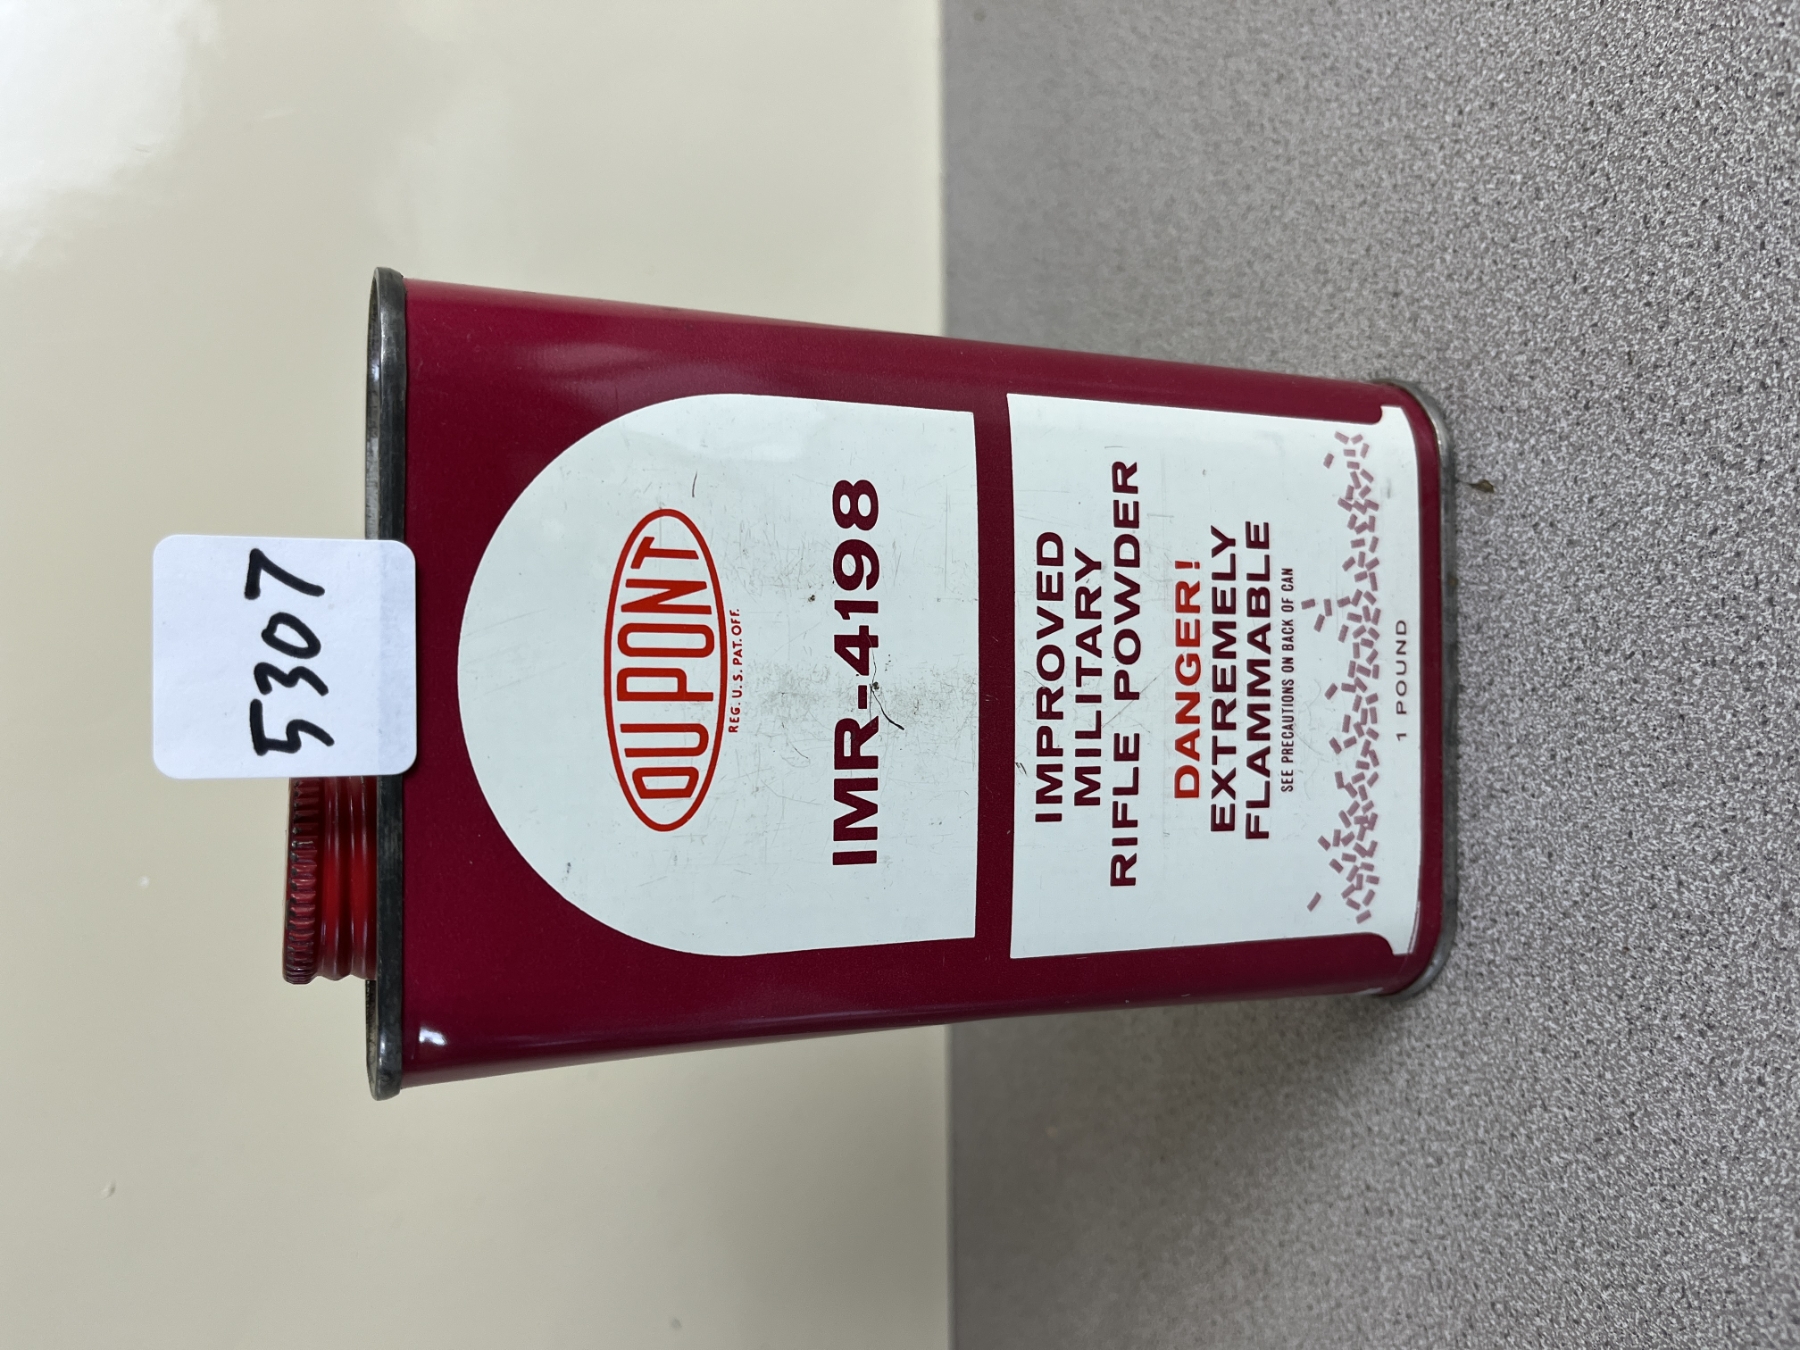 5307
DUPONT
REG. U.S. PAT. OFF.
IMR-4198
IMPROVED
MILITARY
RIFLE POWDER
DANGER!
EXTREMELY
FLAMMABLE
SEE PRECAUTIONS ON BACK OF CAN
1 POUND